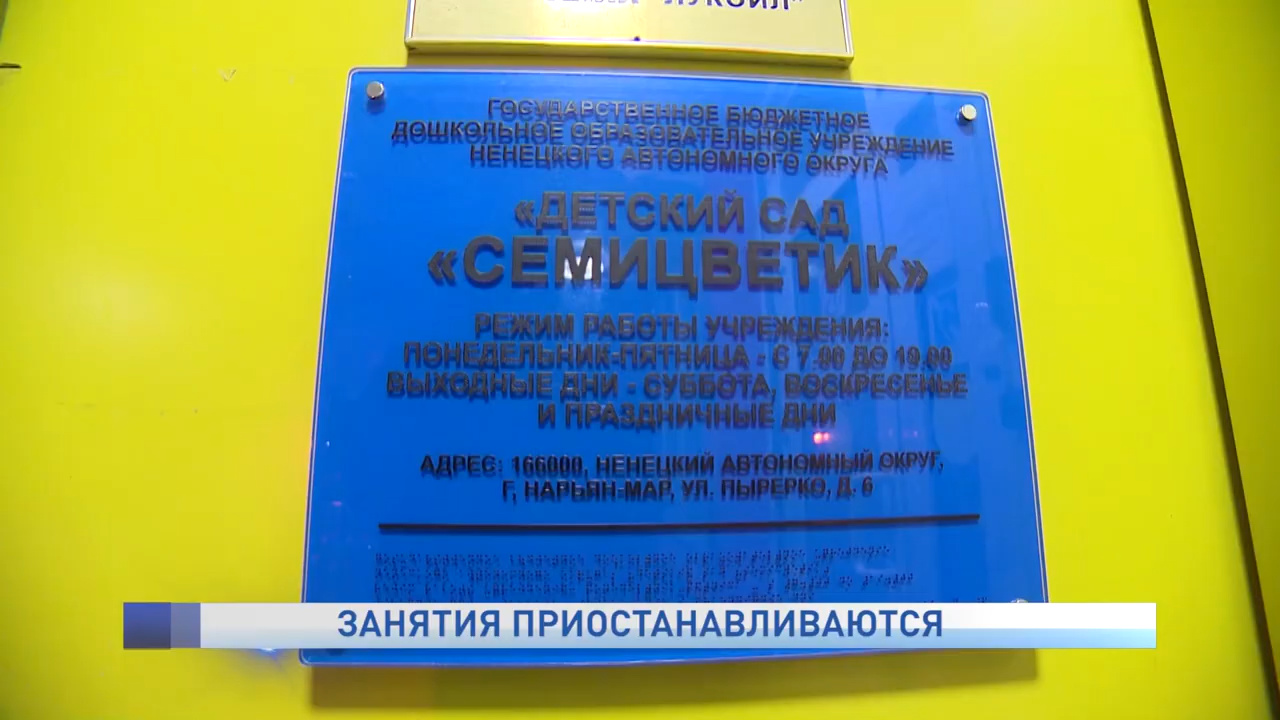 "ЛУКОЙЛ"
ГОСУДАРСТВЕННОЕ БЮДЖЕТНОЕ
ДОШКОЛЬНОЕ ОБРАЗОВАТЕЛЬНОЕ УЧРЕЖДЕНИЕ
НЕНЕЦКОГО АВТОНОМНОГО ОКРУГА
«ДЕТСКИЙ САД
«СЕМИЦВЕТИК»
РЕЖИМ РАБОТЫ УЧРЕЖДЕНИЯ:
ПОНЕДЕЛЬНИК-ПЯТНИЦА - С 7.00 ДО 19.00
ВЫХОДНЫЕ ДНИ - СУББОТА, ВОСКРЕСЕНЬЕ
И ПРАЗДНИЧНЫЕ ДНИ
АДРЕС: 166000, НЕНЕЦКИЙ АВТОНОМНЫЙ ОКРУГ,
Г, НАРЬЯН-МАР, УЛ. ПЫРЕРКО, Д. 6
ЗАНЯТИЯ ПРИОСТАНАВЛИВАЮТСЯ